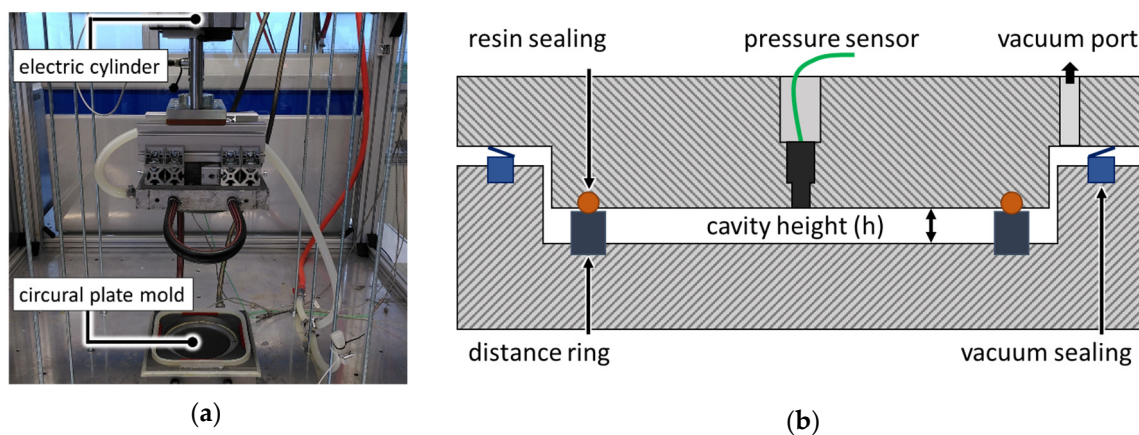 electric cylinder
circural plate mold
(a)
resin sealing
pressure sensor
vacuum port
cavity height (h)
distance ring
vacuum sealing
(b)